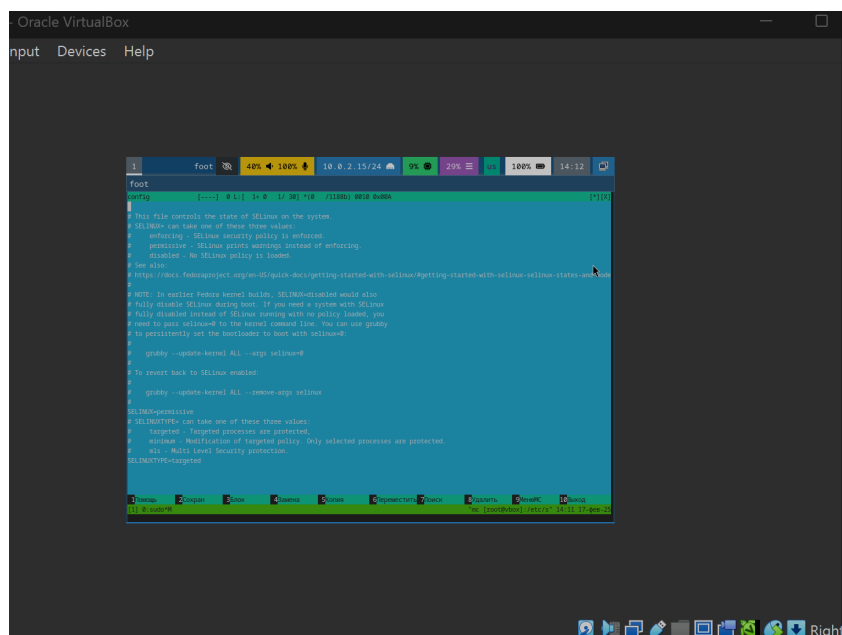 - Oracle VirtualBox
nput Devices Help
1 foot 40% 100% 10.0.2.15/24 9% 29% us 100% 14:12
foot
config [----] 0 L:[ 1+ 0 1/ 30] *(0 /1188b) 0010 0x00A [*][X]
# This file controls the state of SELinux on the system.
# SELINUX= can take one of these three values:
# enforcing - SELinux security policy is enforced.
# permissive - SELinux prints warnings instead of enforcing.
# disabled - No SELinux policy is loaded.
# See also:
# https://docs.fedoraproject.org/en-US/quick-docs/getting-started-with-selinux/#getting-started-with-selinux-selinux-states-and-mode
#
# NOTE: In earlier Fedora kernel builds, SELINUX=disabled would also
# fully disable SELinux during boot. If you need a system with SELinux
# fully disabled instead of SELinux running with no policy loaded, you
# need to pass selinux=0 to the kernel command line. You can use grubby
# to persistently set the bootloader to boot with selinux=0:
#
# grubby --update-kernel ALL --args selinux=0
#
# To revert back to SELinux enabled:
#
# grubby --update-kernel ALL --remove-args selinux
#
SELINUX=permissive
# SELINUXTYPE= can take one of these three values:
# targeted - Targeted processes are protected,
# minimum - Modification of targeted policy. Only selected processes are protected.
# mls - Multi Level Security protection.
SELINUXTYPE=targeted
1Помощь 2Сохран 3Блок 4Замена 5Копия 6Переместить 7Поиск 8Удалить 9МенюMC 10Выход
[1] 0:sudo*M "mc [root@vbox]:/etc/s" 14:11 17-фев-25
Right